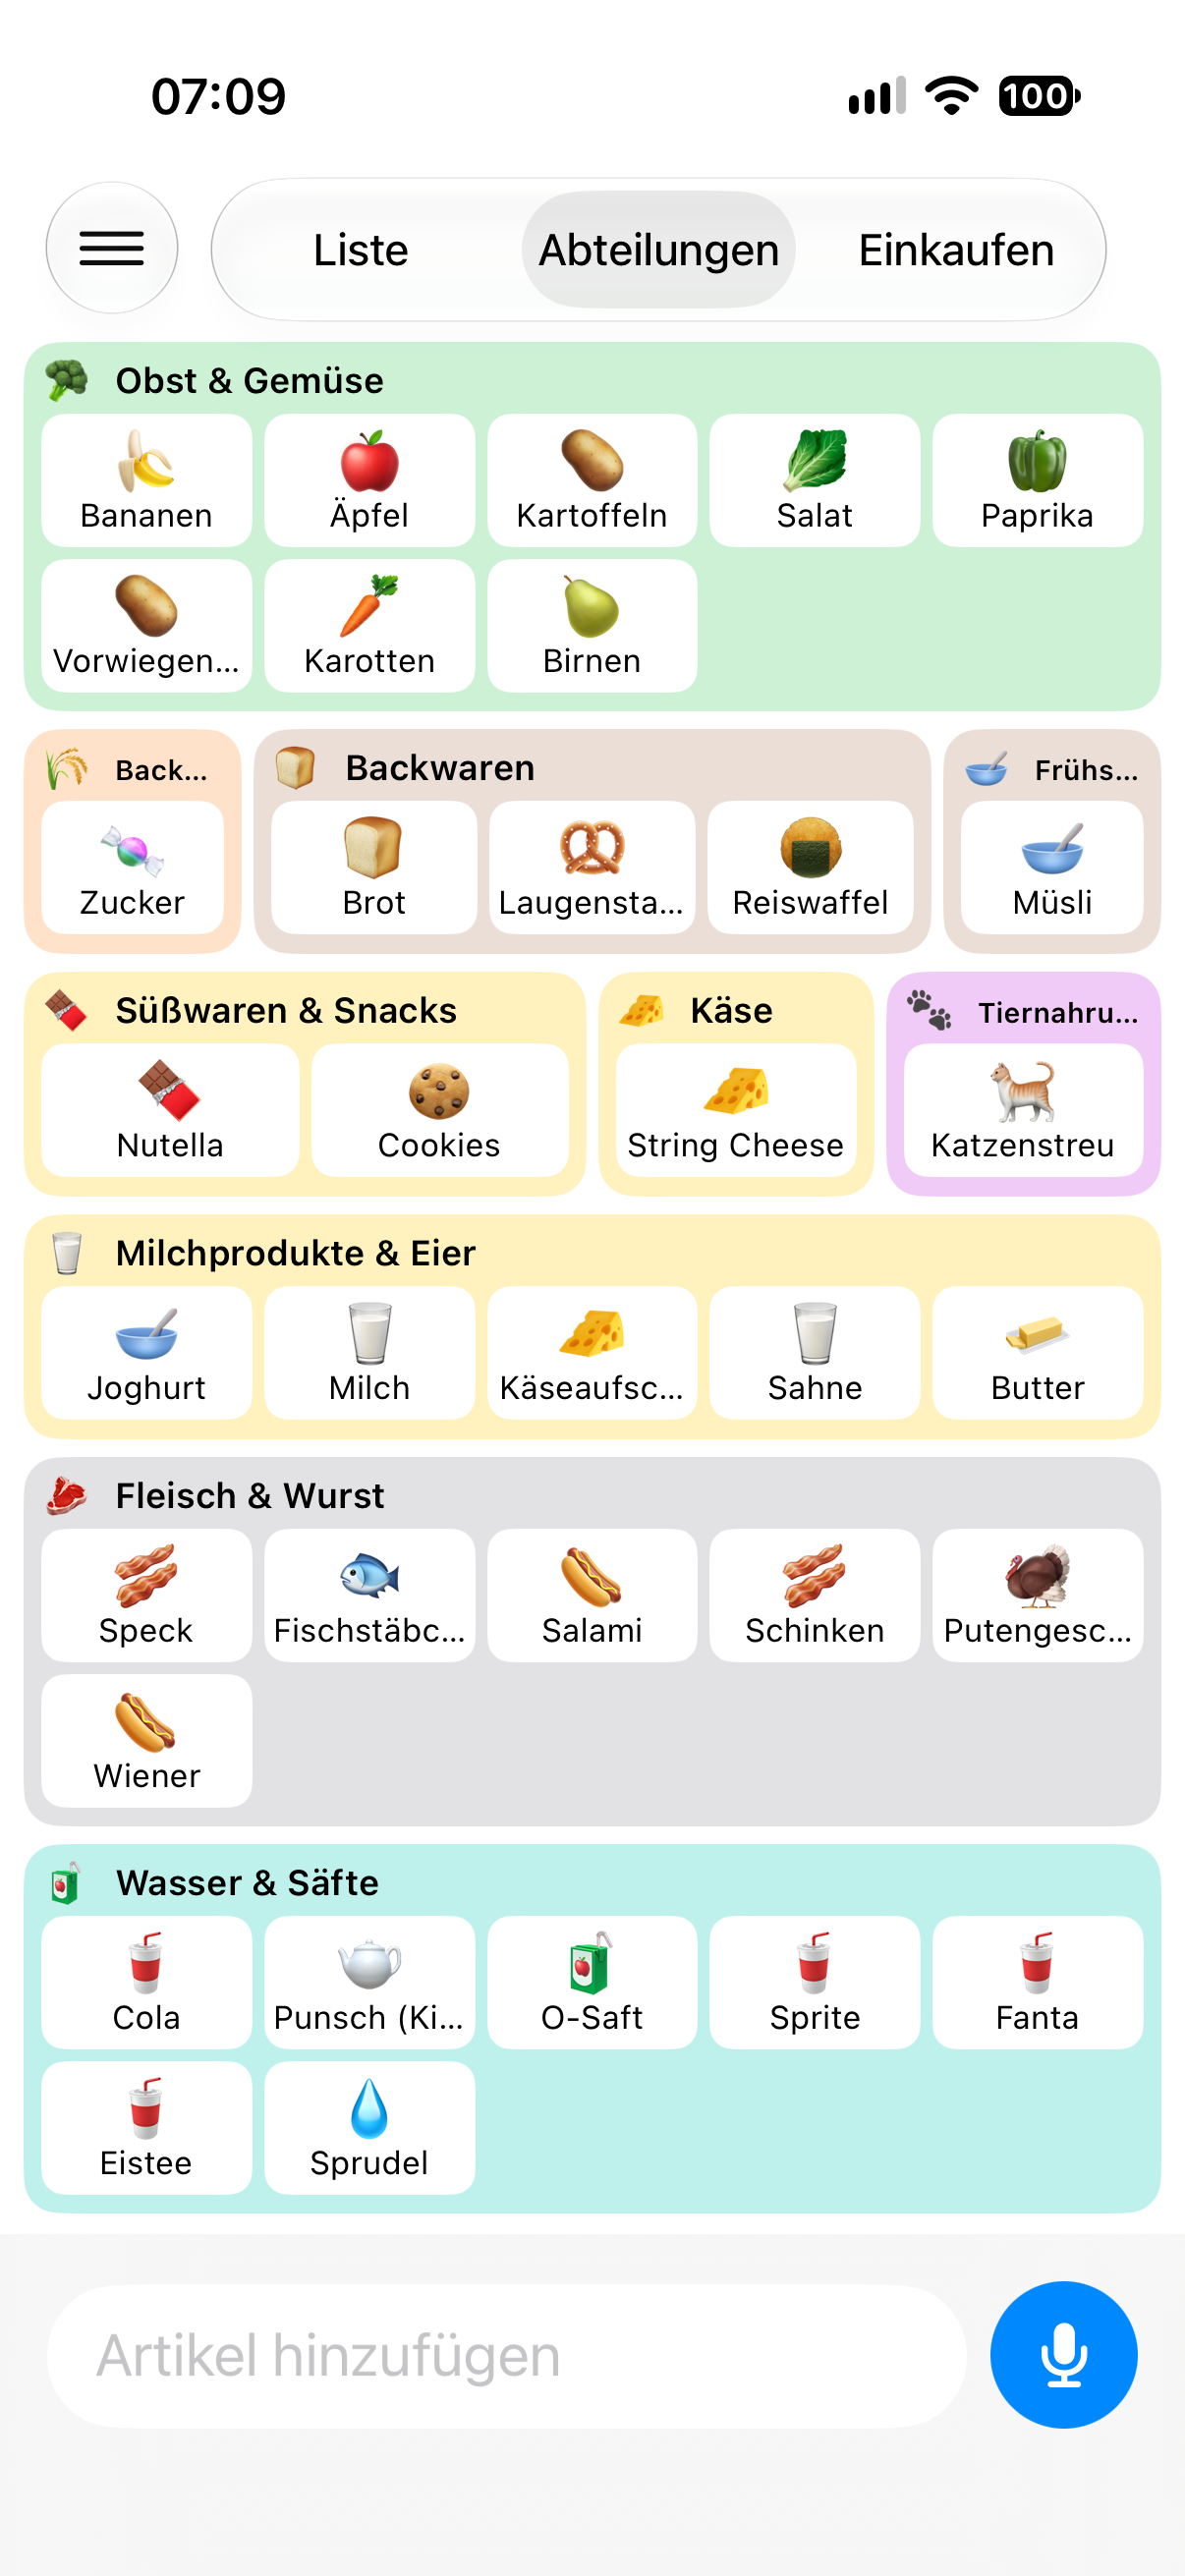 07:09
100
Liste Abteilungen Einkaufen
Obst & Gemüse
Bananen Äpfel Kartoffeln Salat Paprika
Vorwiegen... Karotten Birnen
Back... Backwaren Frühs...
Zucker Brot Laugensta... Reiswaffel Müsli
Süßwaren & Snacks Käse Tiernahru...
Nutella Cookies String Cheese Katzenstreu
Milchprodukte & Eier
Joghurt Milch Käseaufsc... Sahne Butter
Fleisch & Wurst
Speck Fischstäbc... Salami Schinken Putengesc...
Wiener
Wasser & Säfte
Cola Punsch (Ki... O-Saft Sprite Fanta
Eistee Sprudel
Artikel hinzufügen